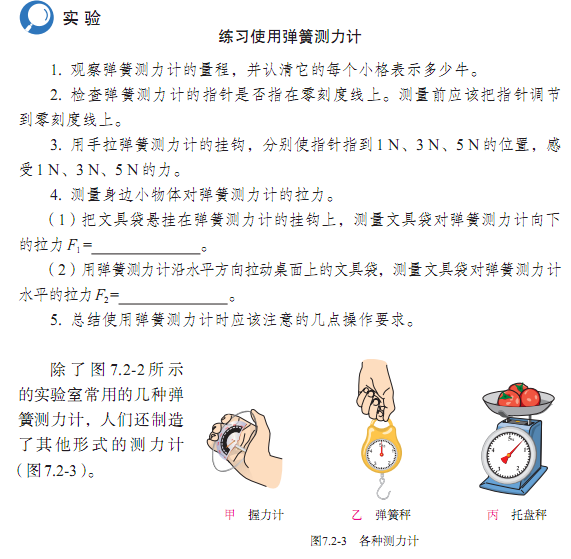 实验
练习使用弹簧测力计
1. 观察弹簧测力计的量程，并认清它的每个小格表示多少牛。
2. 检查弹簧测力计的指针是否指在零刻度线上。测量前应该把指针调节
到零刻度线上。
3. 用手拉弹簧测力计的挂钩，分别使指针指到1 N、3 N、5 N的位置，感
受1 N、3 N、5 N的力。
4. 测量身边小物体对弹簧测力计的拉力。
（1）把文具袋悬挂在弹簧测力计的挂钩上，测量文具袋对弹簧测力计向下
的拉力F₁=______________。
（2）用弹簧测力计沿水平方向拉动桌面上的文具袋，测量文具袋对弹簧测力计
水平的拉力F₂=______________。
5. 总结使用弹簧测力计时应该注意的几点操作要求。
除了图7.2-2所示
的实验室常用的几种弹
簧测力计，人们还制造
了其他形式的测力计
（图7.2-3）。
甲 握力计 乙 弹簧秤 丙 托盘秤
图7.2-3 各种测力计